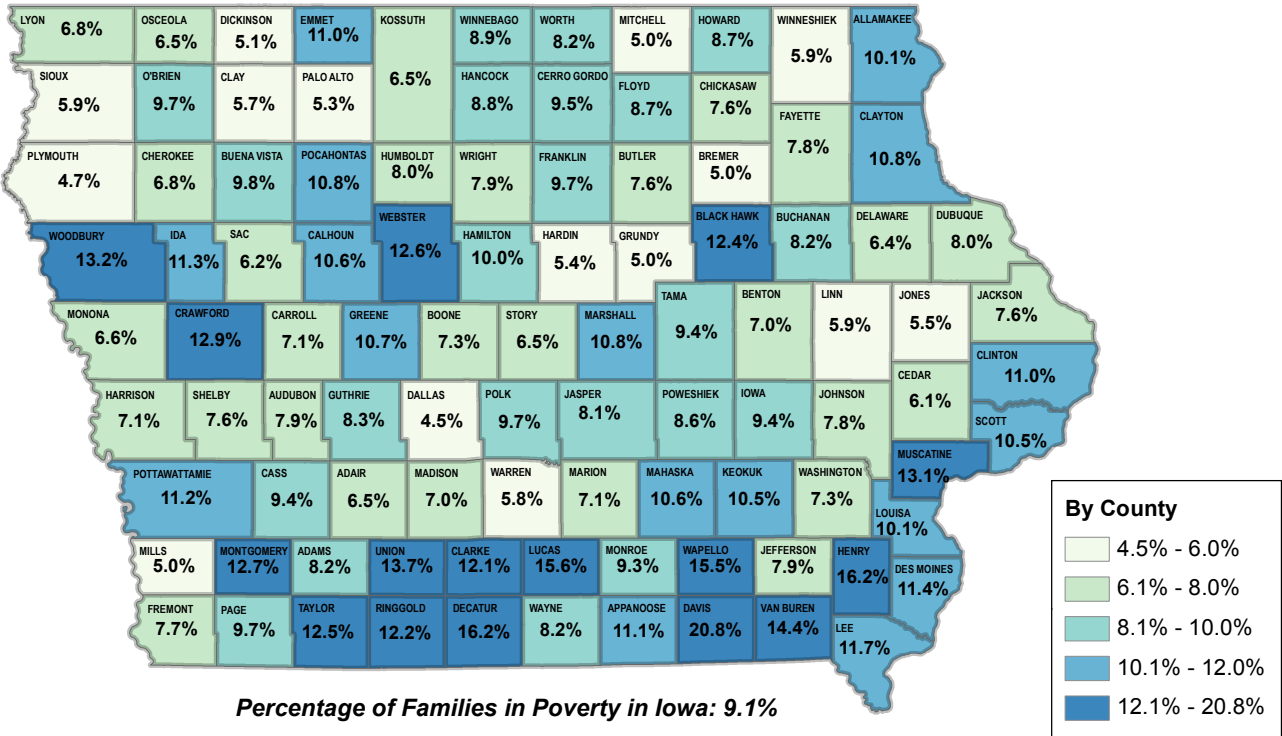 LYON
6.8%
OSCEOLA
6.5%
DICKINSON
5.1%
EMMET
11.0%
KOSSUTH
6.5%
WINNEBAGO
8.9%
WORTH
8.2%
MITCHELL
5.0%
HOWARD
8.7%
WINNESHIEK
5.9%
ALLAMAKEE
10.1%
SIOUX
5.9%
O'BRIEN
9.7%
CLAY
5.7%
PALO ALTO
5.3%
HANCOCK
8.8%
CERRO GORDO
9.5%
FLOYD
8.7%
CHICKASAW
7.6%
FAYETTE
7.8%
CLAYTON
10.8%
PLYMOUTH
4.7%
CHEROKEE
6.8%
BUENA VISTA
9.8%
POCAHONTAS
10.8%
HUMBOLDT
8.0%
WRIGHT
7.9%
FRANKLIN
9.7%
BUTLER
7.6%
BREMER
5.0%
WOODBURY
13.2%
IDA
11.3%
SAC
6.2%
CALHOUN
10.6%
WEBSTER
12.6%
HAMILTON
10.0%
HARDIN
5.4%
GRUNDY
5.0%
BLACK HAWK
12.4%
BUCHANAN
8.2%
DELAWARE
6.4%
DUBUQUE
8.0%
MONONA
6.6%
CRAWFORD
12.9%
CARROLL
7.1%
GREENE
10.7%
BOONE
7.3%
STORY
6.5%
MARSHALL
10.8%
TAMA
9.4%
BENTON
7.0%
LINN
5.9%
JONES
5.5%
JACKSON
7.6%
CLINTON
11.0%
HARRISON
7.1%
SHELBY
7.6%
AUDUBON
7.9%
GUTHRIE
8.3%
DALLAS
4.5%
POLK
9.7%
JASPER
8.1%
POWESHIEK
8.6%
IOWA
9.4%
JOHNSON
7.8%
CEDAR
6.1%
SCOTT
10.5%
MUSCATINE
13.1%
POTTAWATTAMIE
11.2%
CASS
9.4%
ADAIR
6.5%
MADISON
7.0%
WARREN
5.8%
MARION
7.1%
MAHASKA
10.6%
KEOKUK
10.5%
WASHINGTON
7.3%
LOUISA
10.1%
MILLS
5.0%
MONTGOMERY
12.7%
ADAMS
8.2%
UNION
13.7%
CLARKE
12.1%
LUCAS
15.6%
MONROE
9.3%
WAPELLO
15.5%
JEFFERSON
7.9%
HENRY
16.2%
DES MOINES
11.4%
FREMONT
7.7%
PAGE
9.7%
TAYLOR
12.5%
RINGGOLD
12.2%
DECATUR
16.2%
WAYNE
8.2%
APPANOOSE
11.1%
DAVIS
20.8%
VAN BUREN
14.4%
LEE
11.7%
Percentage of Families in Poverty in Iowa: 9.1%
By County
4.5% - 6.0%
6.1% - 8.0%
8.1% - 10.0%
10.1% - 12.0%
12.1% - 20.8%